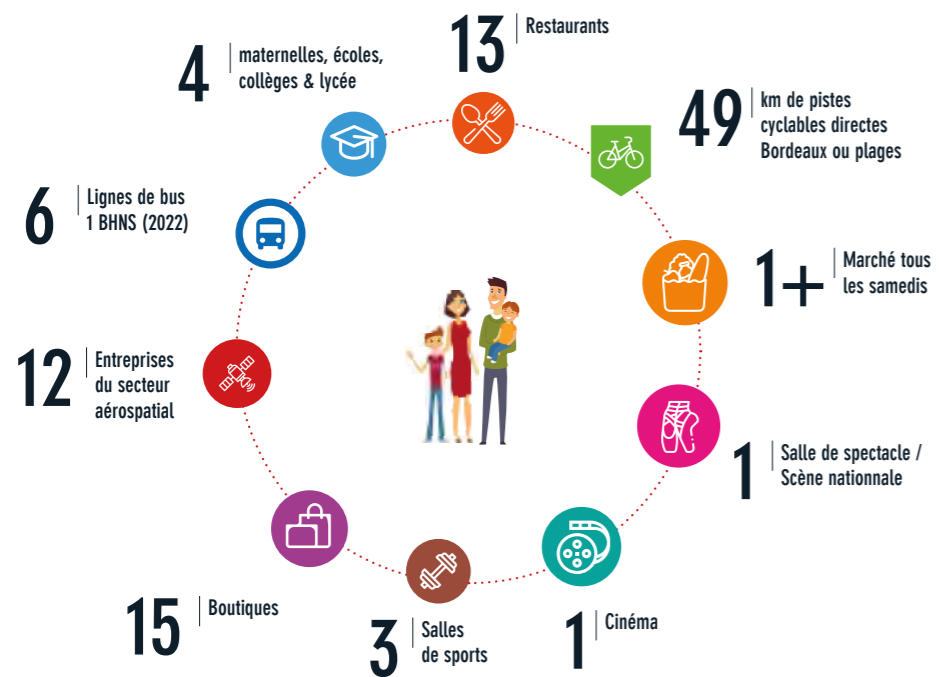 13
Restaurants
4
maternelles, écoles,
collèges & lycée
49
km de pistes
cyclables directes
Bordeaux ou plages
6
Lignes de bus
1 BHNS (2022)
1+
Marché tous
les samedis
12
Entreprises
du secteur
aérospatial
1
Salle de spectacle /
Scène nationnale
15
Boutiques
3
Salles
de sports
1
Cinéma